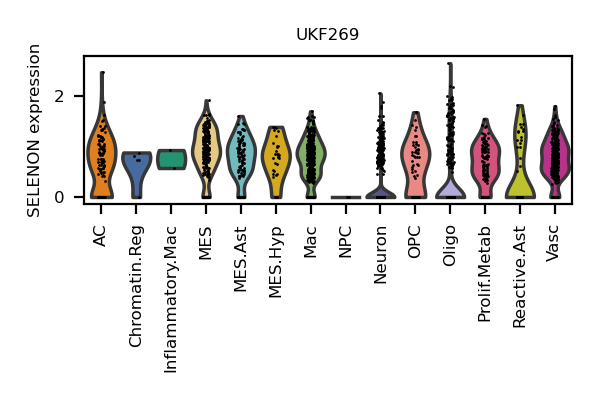 UKF269
SELENON expression
2
0
AC
Chromatin.Reg
Inflammatory.Mac
MES
MES.Ast
MES.Hyp
Mac
NPC
Neuron
OPC
Oligo
Prolif.Metab
Reactive.Ast
Vasc